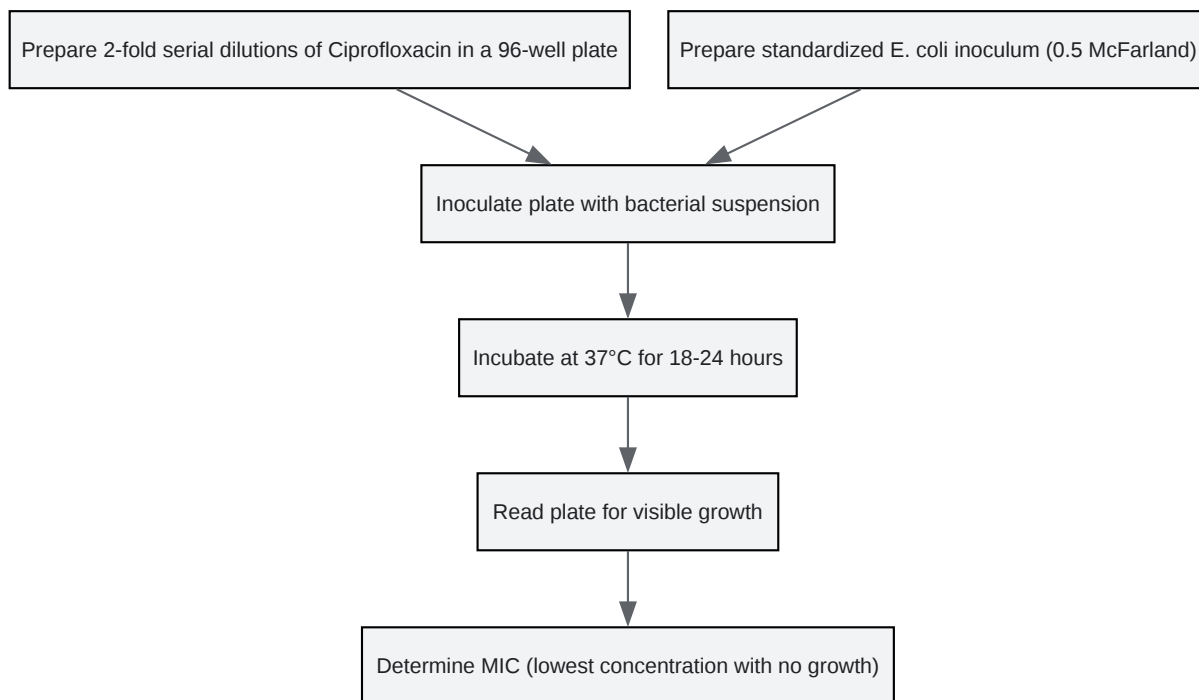 Prepare 2-fold serial dilutions of Ciprofloxacin in a 96-well plate
Prepare standardized E. coli inoculum (0.5 McFarland)
Inoculate plate with bacterial suspension
Incubate at 37°C for 18-24 hours
Read plate for visible growth
Determine MIC (lowest concentration with no growth)